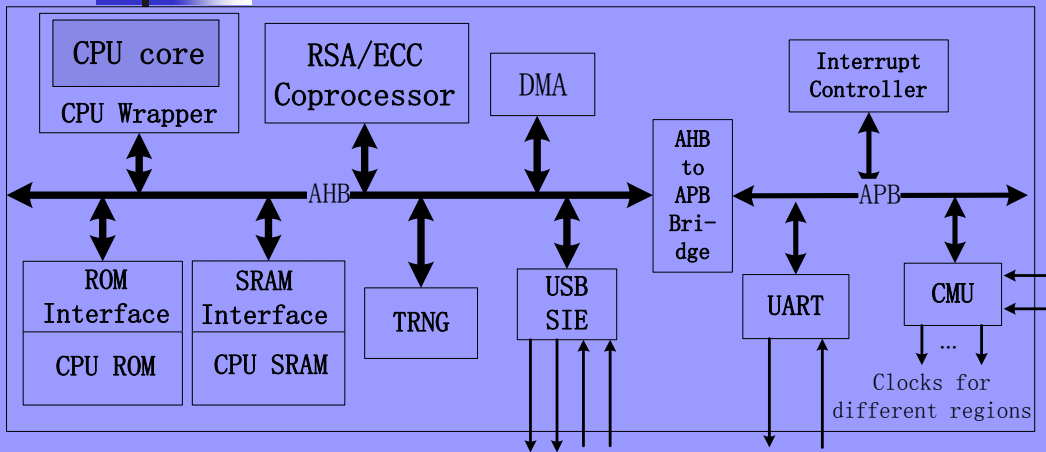 CPU core
CPU Wrapper
RSA/ECC
Coprocessor
DMA
Interrupt
Controller
AHB
to
APB
Bri-
dge
AHB
APB
ROM
Interface
CPU ROM
SRAM
Interface
CPU SRAM
TRNG
USB
SIE
UART
CMU
...
Clocks for
different regions